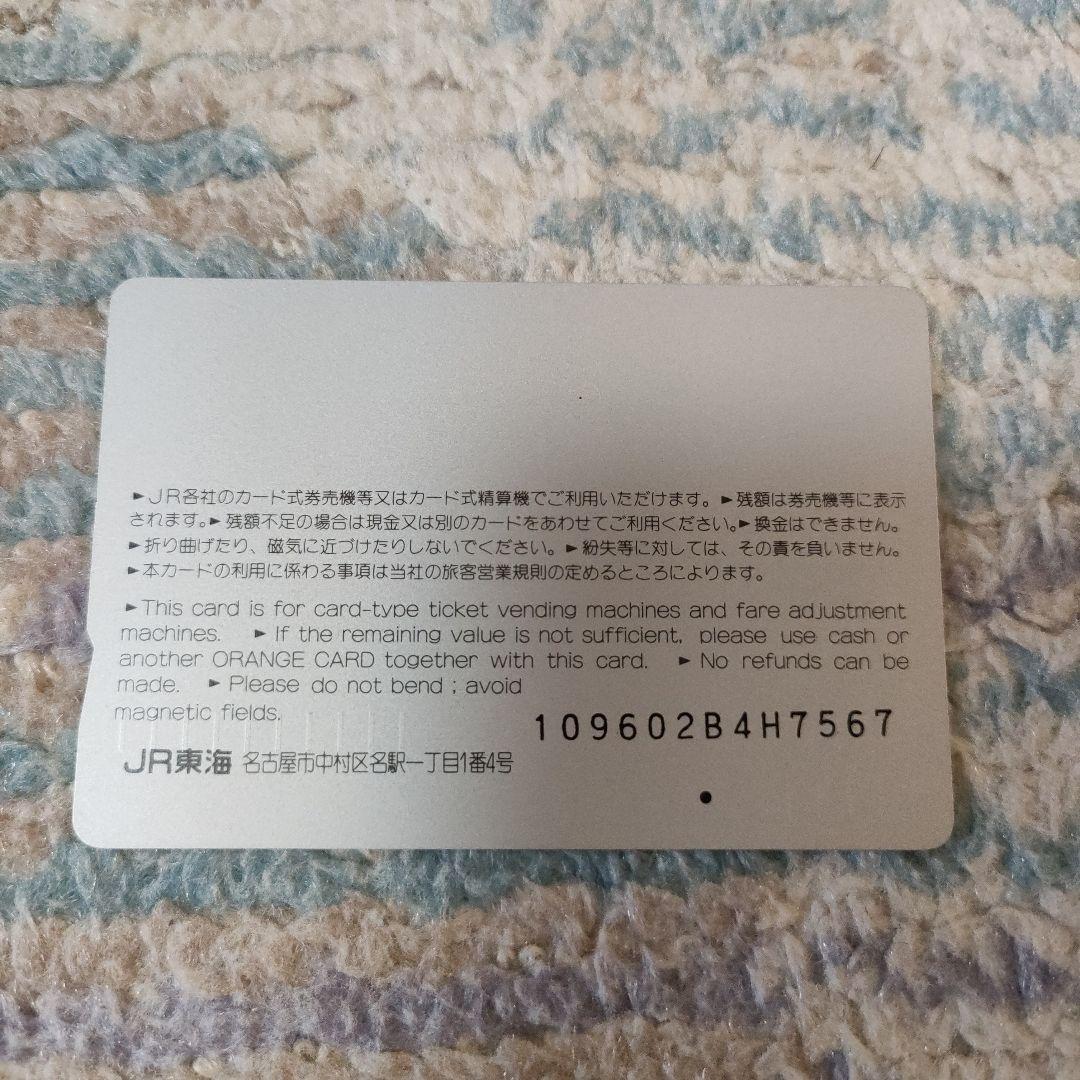 ►JR各社のカード式券売機等又はカード式精算機でご利用いただけます。►残額は券売機等に表示
されます。►残額不足の場合は現金又は別のカードをあわせてご利用ください。►換金はできません。
►折り曲げたり、磁気に近づけたりしないでください。►紛失等に対しては、その責を負いません。
►本カードの利用に係わる事項は当社の旅客営業規則の定めるところによります。
►This card is for card-type ticket vending machines and fare adjustment
machines. ►If the remaining value is not sufficient, please use cash or
another ORANGE CARD together with this card. ►No refunds can be
made. ►Please do not bend; avoid
magnetic fields.
109602B4H7567
JR東海 名古屋市中村区名駅一丁目1番4号